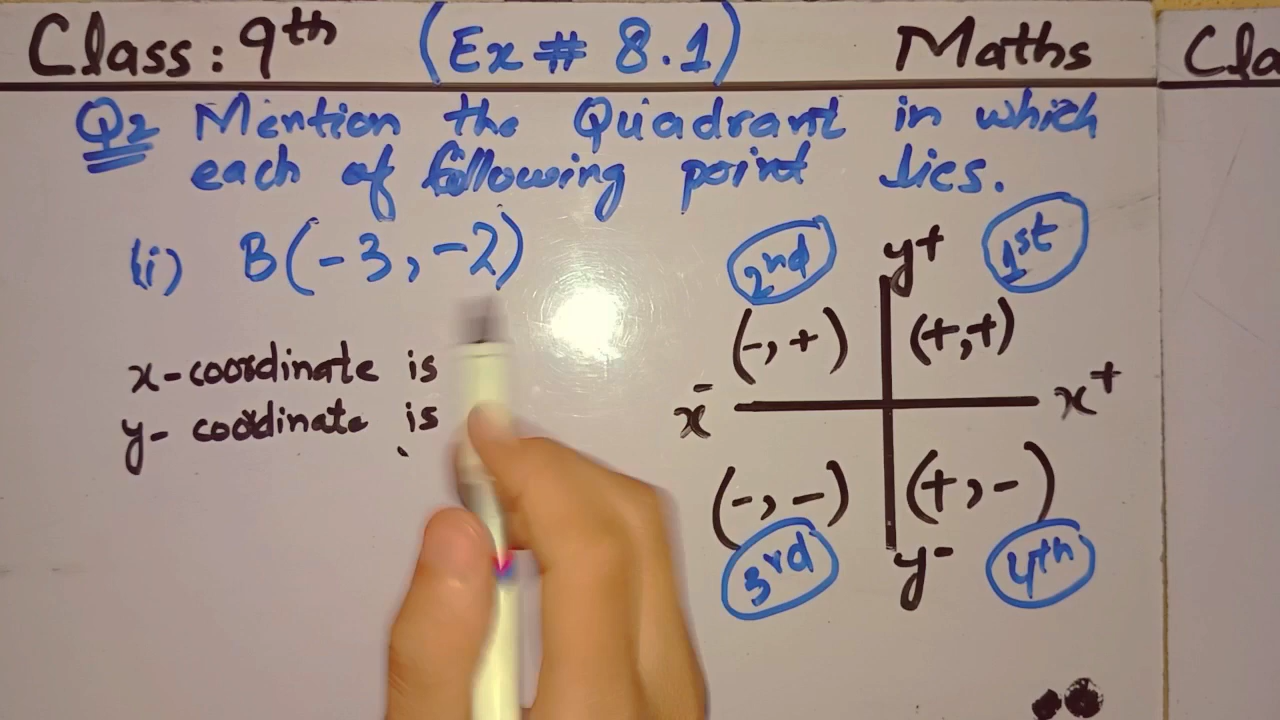 Class: 9th (Ex # 8.1) Maths Cla
Q2 Mention the Quadrant in which
each of following point lies.
(i) B(-3, -2)
x-coordinate is
y-coordinate is
2nd y+ 1st
(-, +) (+,+)
x- x+
(-, -) (+, -)
3rd y- 4th